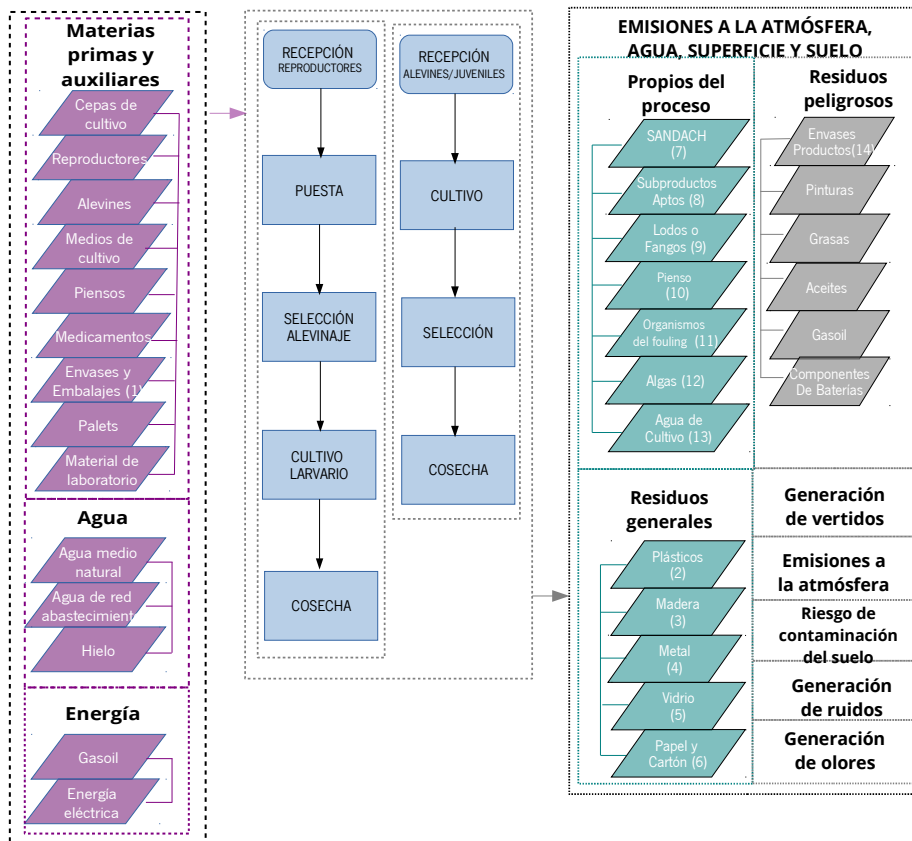 Materias
primas y
auxiliares
Cepas de
cultivo
Reproductores
Alevines
Medios de
cultivo
Piensos
Medicamentos
Envases y
Embalajes (1)
Palets
Material de
laboratorio
Agua
Agua medio
natural
Agua de red
abastecimient
Hielo
Energía
Gasoil
Energía
eléctrica
RECEPCIÓN
REPRODUCTORES
PUESTA
SELECCIÓN
ALEVINAJE
CULTIVO
LARVARIO
COSECHA
RECEPCIÓN
ALEVINES/JUVENILES
CULTIVO
SELECCIÓN
COSECHA
EMISIONES A LA ATMÓSFERA,
AGUA, SUPERFICIE Y SUELO
Propios del
proceso
SANDACH
(7)
Subproductos
Aptos (8)
Lodos o
Fangos (9)
Pienso
(10)
Organismos
del fouling (11)
Algas (12)
Agua de
Cultivo (13)
Residuos
peligrosos
Envases
Productos(14)
Pinturas
Grasas
Aceites
Gasoil
Componentes
De Baterías
Residuos
generales
Plásticos
(2)
Madera
(3)
Metal
(4)
Vidrio
(5)
Papel y
Cartón (6)
Generación
de vertidos
Emisiones a
la atmósfera
Riesgo de
contaminación
del suelo
Generación
de ruidos
Generación
de olores